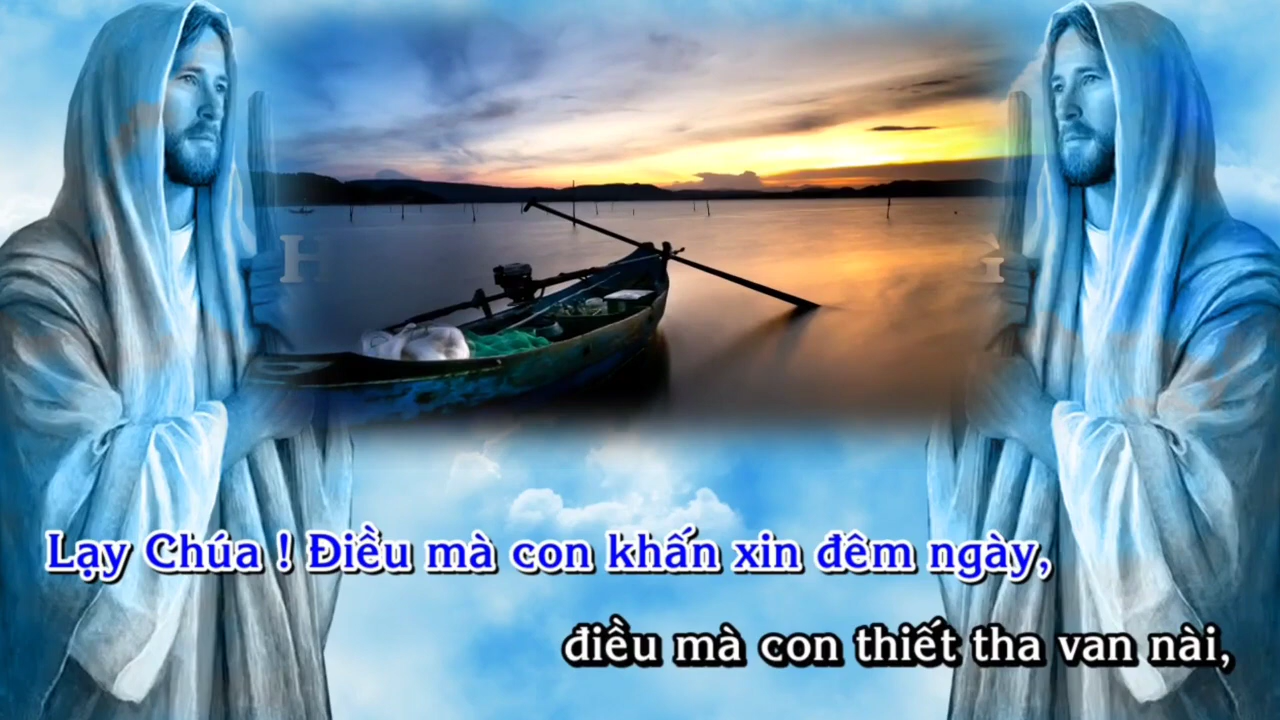 Lạy Chúa ! Điều mà con khấn xin đêm ngày,
điều mà con thiết tha van nài,